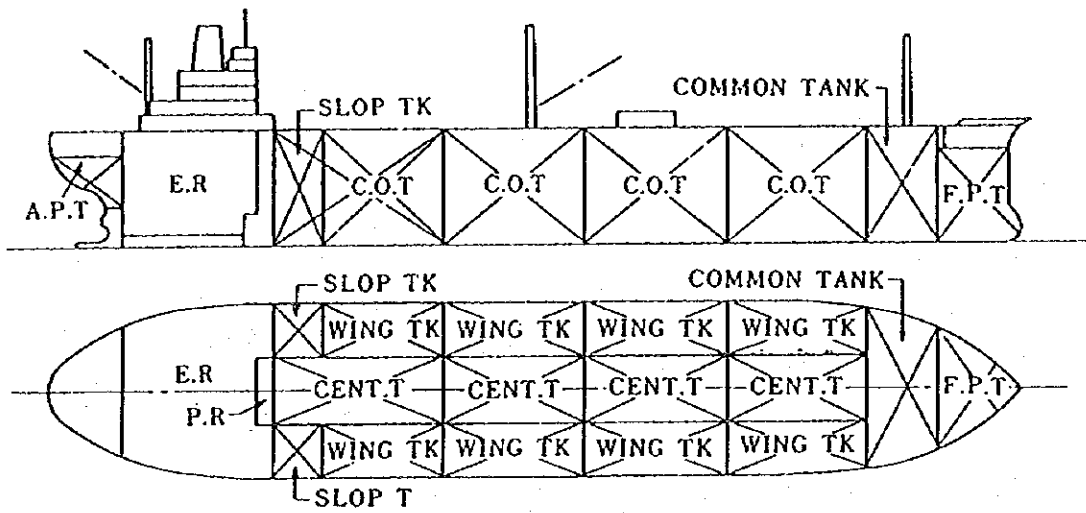 SLOP TK
COMMON TANK
E.R
C.O.T C.O.T C.O.T C.O.T
A.P.T
F.P.T
SLOP TK
COMMON TANK
WING TK WING TK WING TK WING TK
E.R
CENT.T CENT.T CENT.T CENT.T
F.P.T
P.R
WING TK WING TK WING TK WING TK
SLOP T